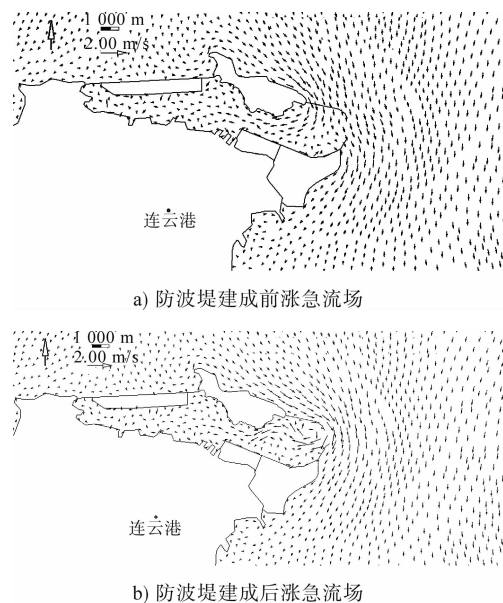 1 000 m
2.00 m/s
连云港
a) 防波堤建成前涨急流场
1 000 m
2.00 m/s
连云港
b) 防波堤建成后涨急流场